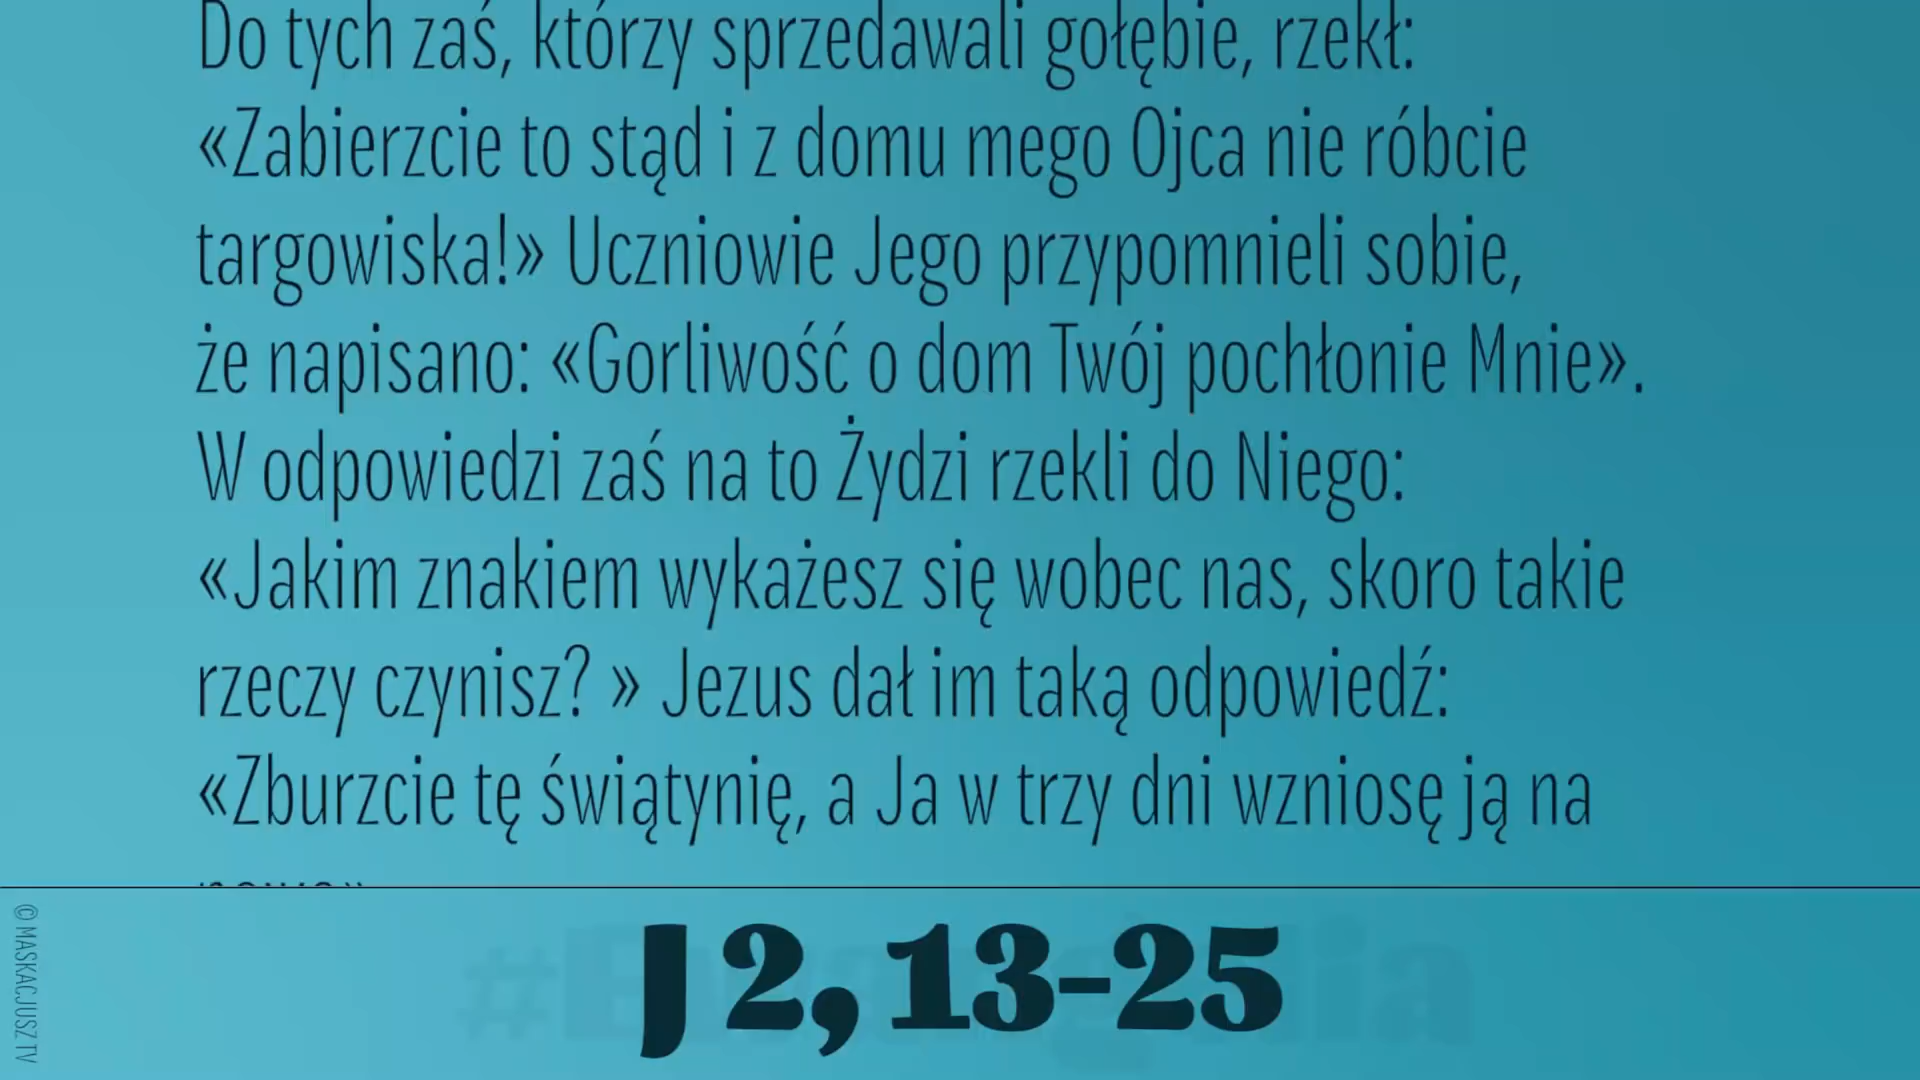 Do tych zaś, którzy sprzedawali gołębie, rzekł:
«Zabierzcie to stąd i z domu mego Ojca nie róbcie
targowiska!» Uczniowie Jego przypomnieli sobie,
że napisano: «Gorliwość o dom Twój pochłonie Mnie».
W odpowiedzi zaś na to Żydzi rzekli do Niego:
«Jakim znakiem wykażesz się wobec nas, skoro takie
rzeczy czynisz? » Jezus dał im taką odpowiedź:
«Zburzcie tę świątynię, a Ja w trzy dni wzniosę ją na
J 2, 13-25
© MASKACJUSZ TV